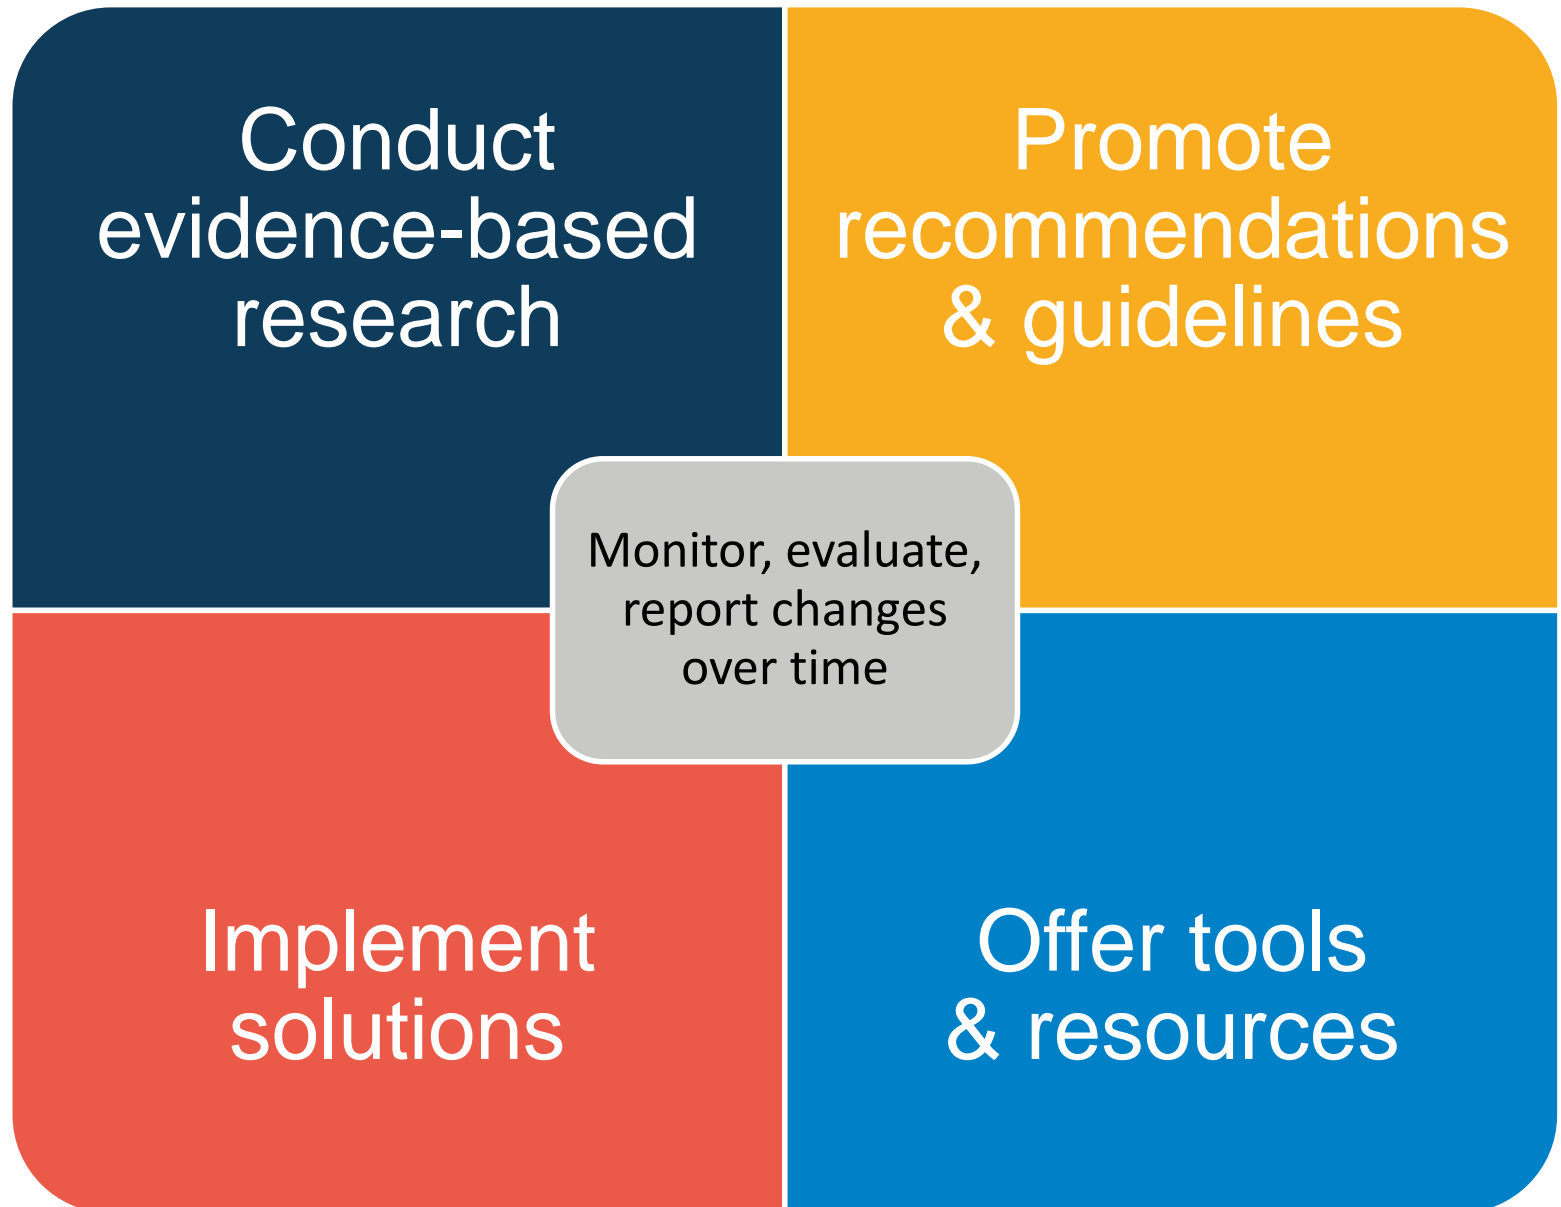 Conduct
evidence-based
research
Promote
recommendations
& guidelines
Monitor, evaluate,
report changes
over time
Implement
solutions
Offer tools
& resources